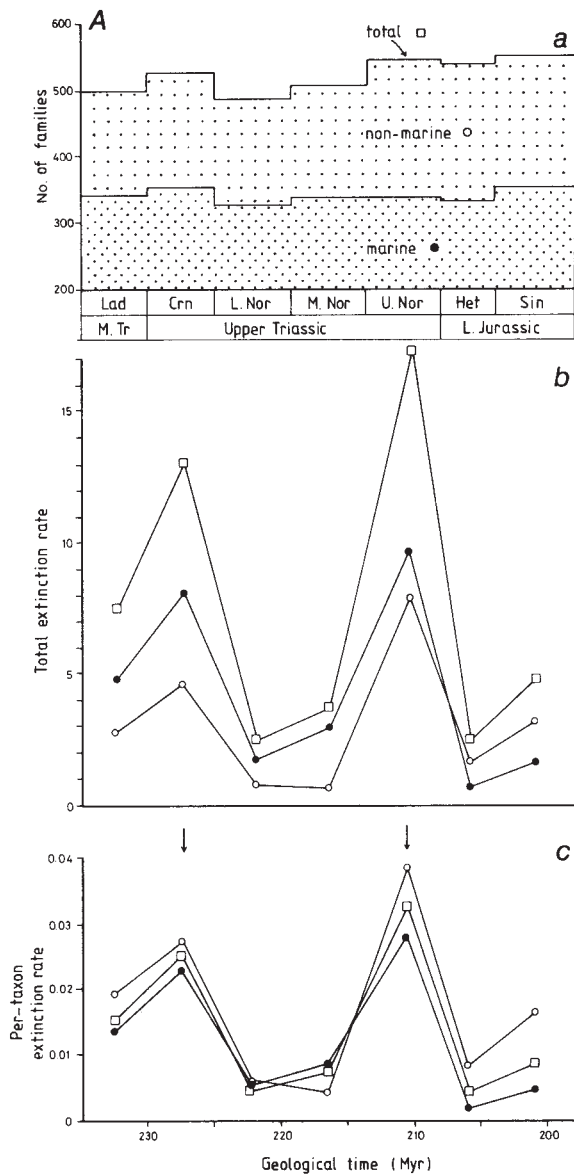 A
a
600
500
400
300
200
No. of families
total □
non-marine ○
marine ●
Lad Crn L. Nor M. Nor U. Nor Het Sin
M. Tr Upper Triassic L. Jurassic
b
15
10
5
0
Total extinction rate
c
0.04
0.03
0.02
0.01
0
Per-taxon
extinction rate
230 220 210 200
Geological time (Myr)